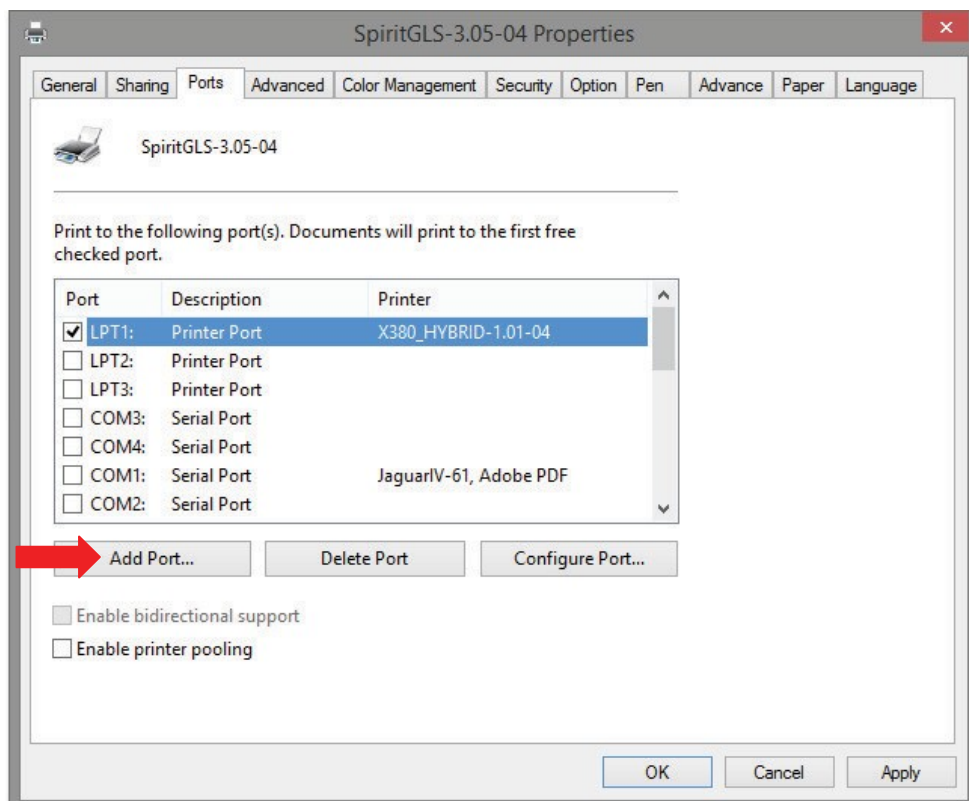 SpiritGLS-3.05-04 Properties
General Sharing Ports Advanced Color Management Security Option Pen Advance Paper Language
SpiritGLS-3.05-04
Print to the following port(s). Documents will print to the first free
checked port.
Port Description Printer
LPT1: Printer Port X380_HYBRID-1.01-04
LPT2: Printer Port
LPT3: Printer Port
COM3: Serial Port
COM4: Serial Port
COM1: Serial Port JaguarIV-61, Adobe PDF
COM2: Serial Port
Add Port... Delete Port Configure Port...
Enable bidirectional support
Enable printer pooling
OK Cancel Apply